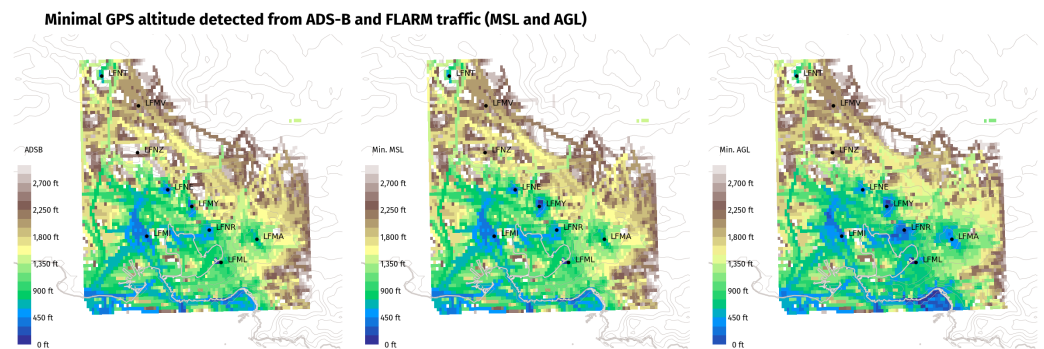 Minimal GPS altitude detected from ADS-B and FLARM traffic (MSL and AGL)
ADSB
2,700 ft
2,250 ft
1,800 ft
1,350 ft
900 ft
450 ft
0 ft
LFNT
LFMV
LFNZ
LFNE
LFMY
LFNR
LFMI
LFMA
LFML
Min. MSL
2,700 ft
2,250 ft
1,800 ft
1,350 ft
900 ft
450 ft
0 ft
LFNT
LFMV
LFNZ
LFNE
LFMY
LFNR
LFMI
LFMA
LFML
Min. AGL
2,700 ft
2,250 ft
1,800 ft
1,350 ft
900 ft
450 ft
0 ft
LFNT
LFMV
LFNZ
LFNE
LFMY
LFNR
LFMI
LFMA
LFML